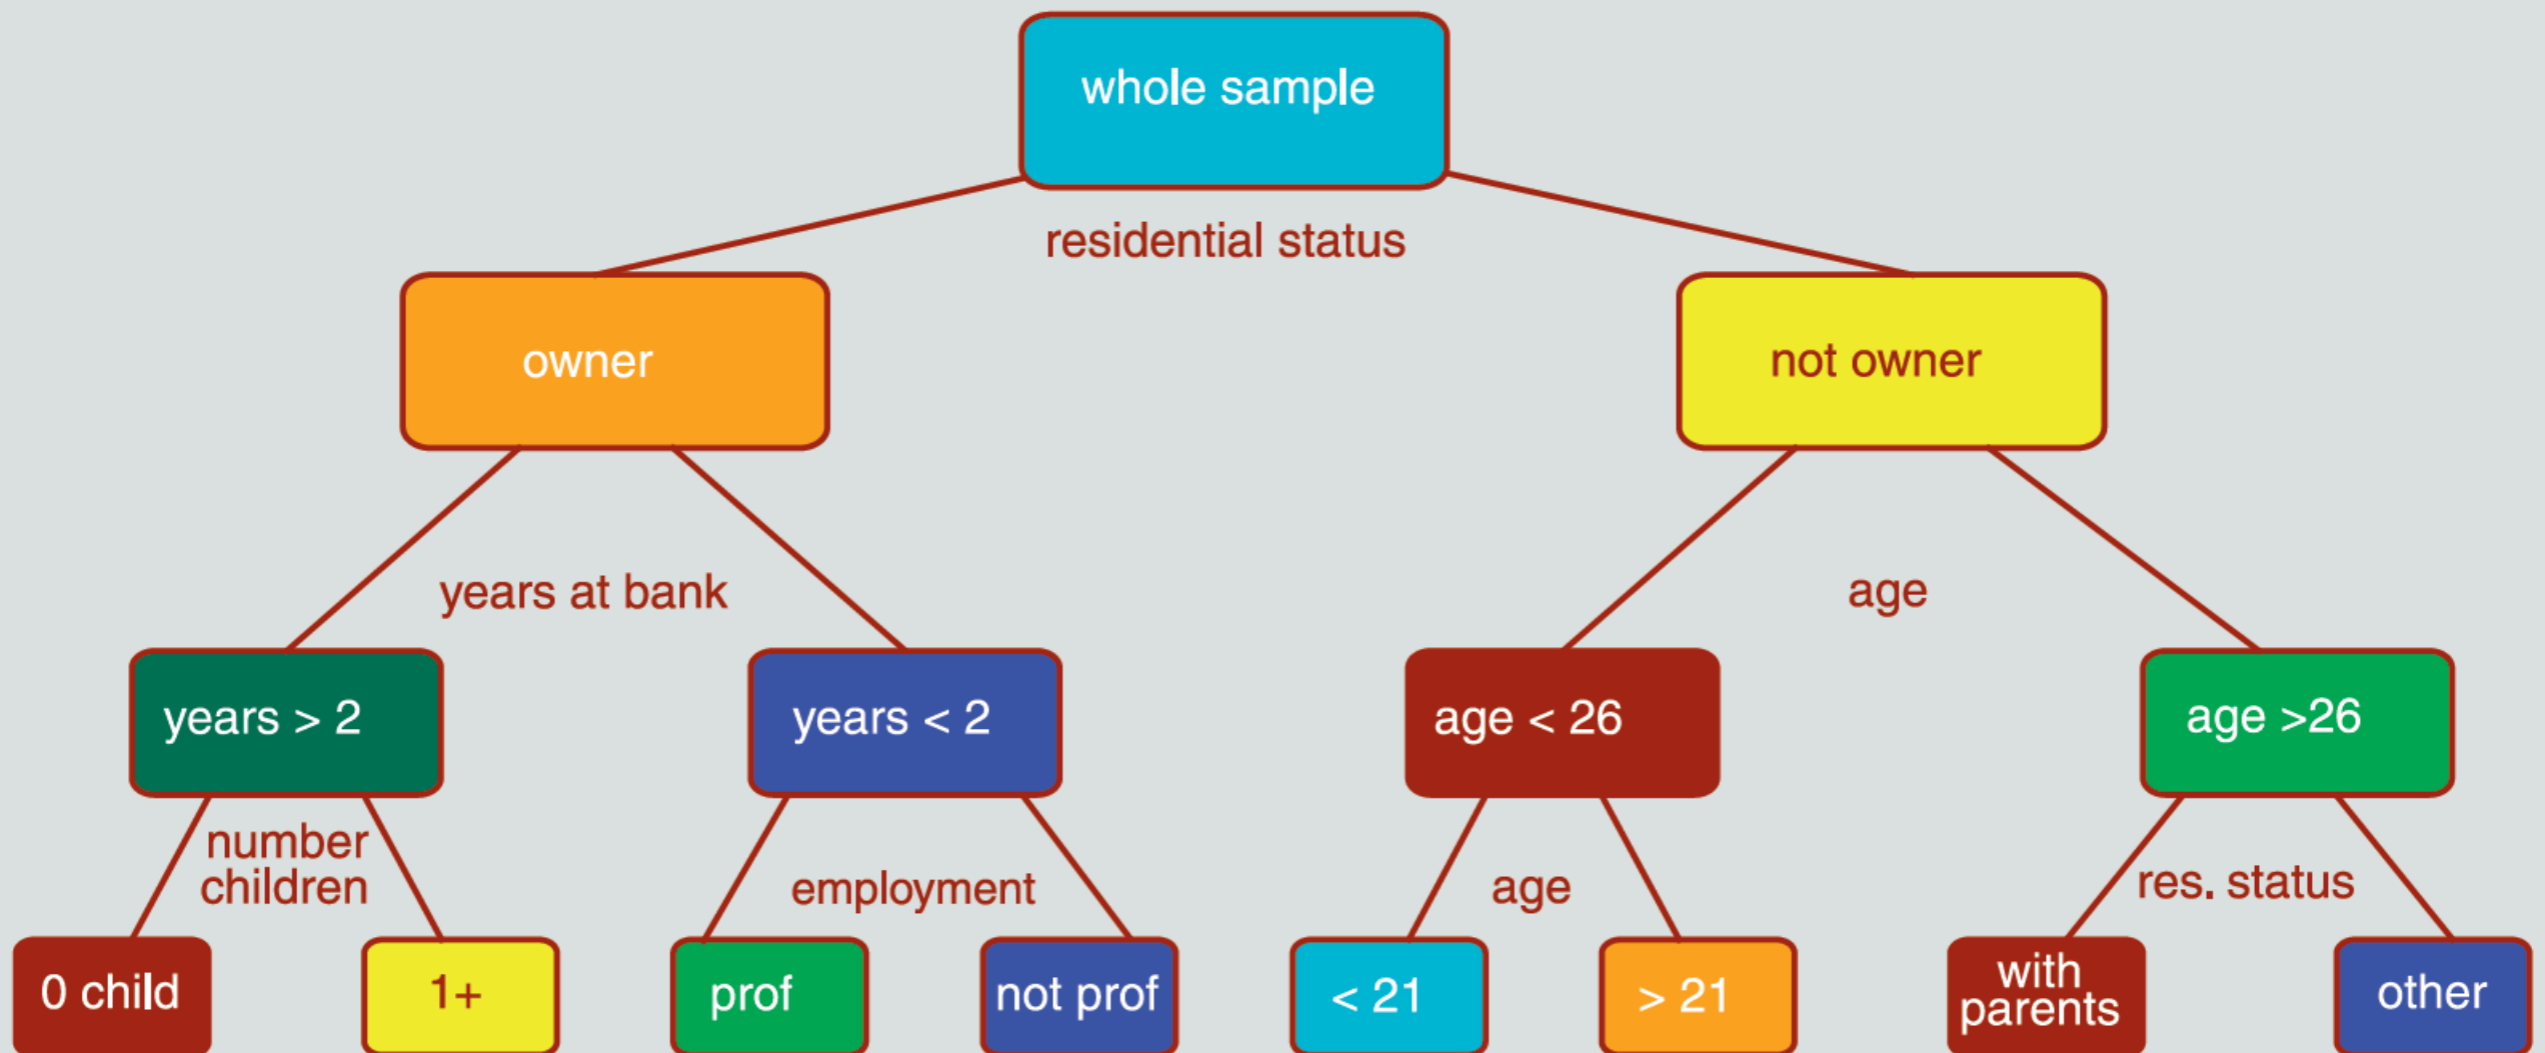 whole sample
residential status
owner
not owner
years at bank
age
years > 2
years < 2
age < 26
age >26
number
children
employment
age
res. status
0 child
1+
prof
not prof
< 21
> 21
with
parents
other